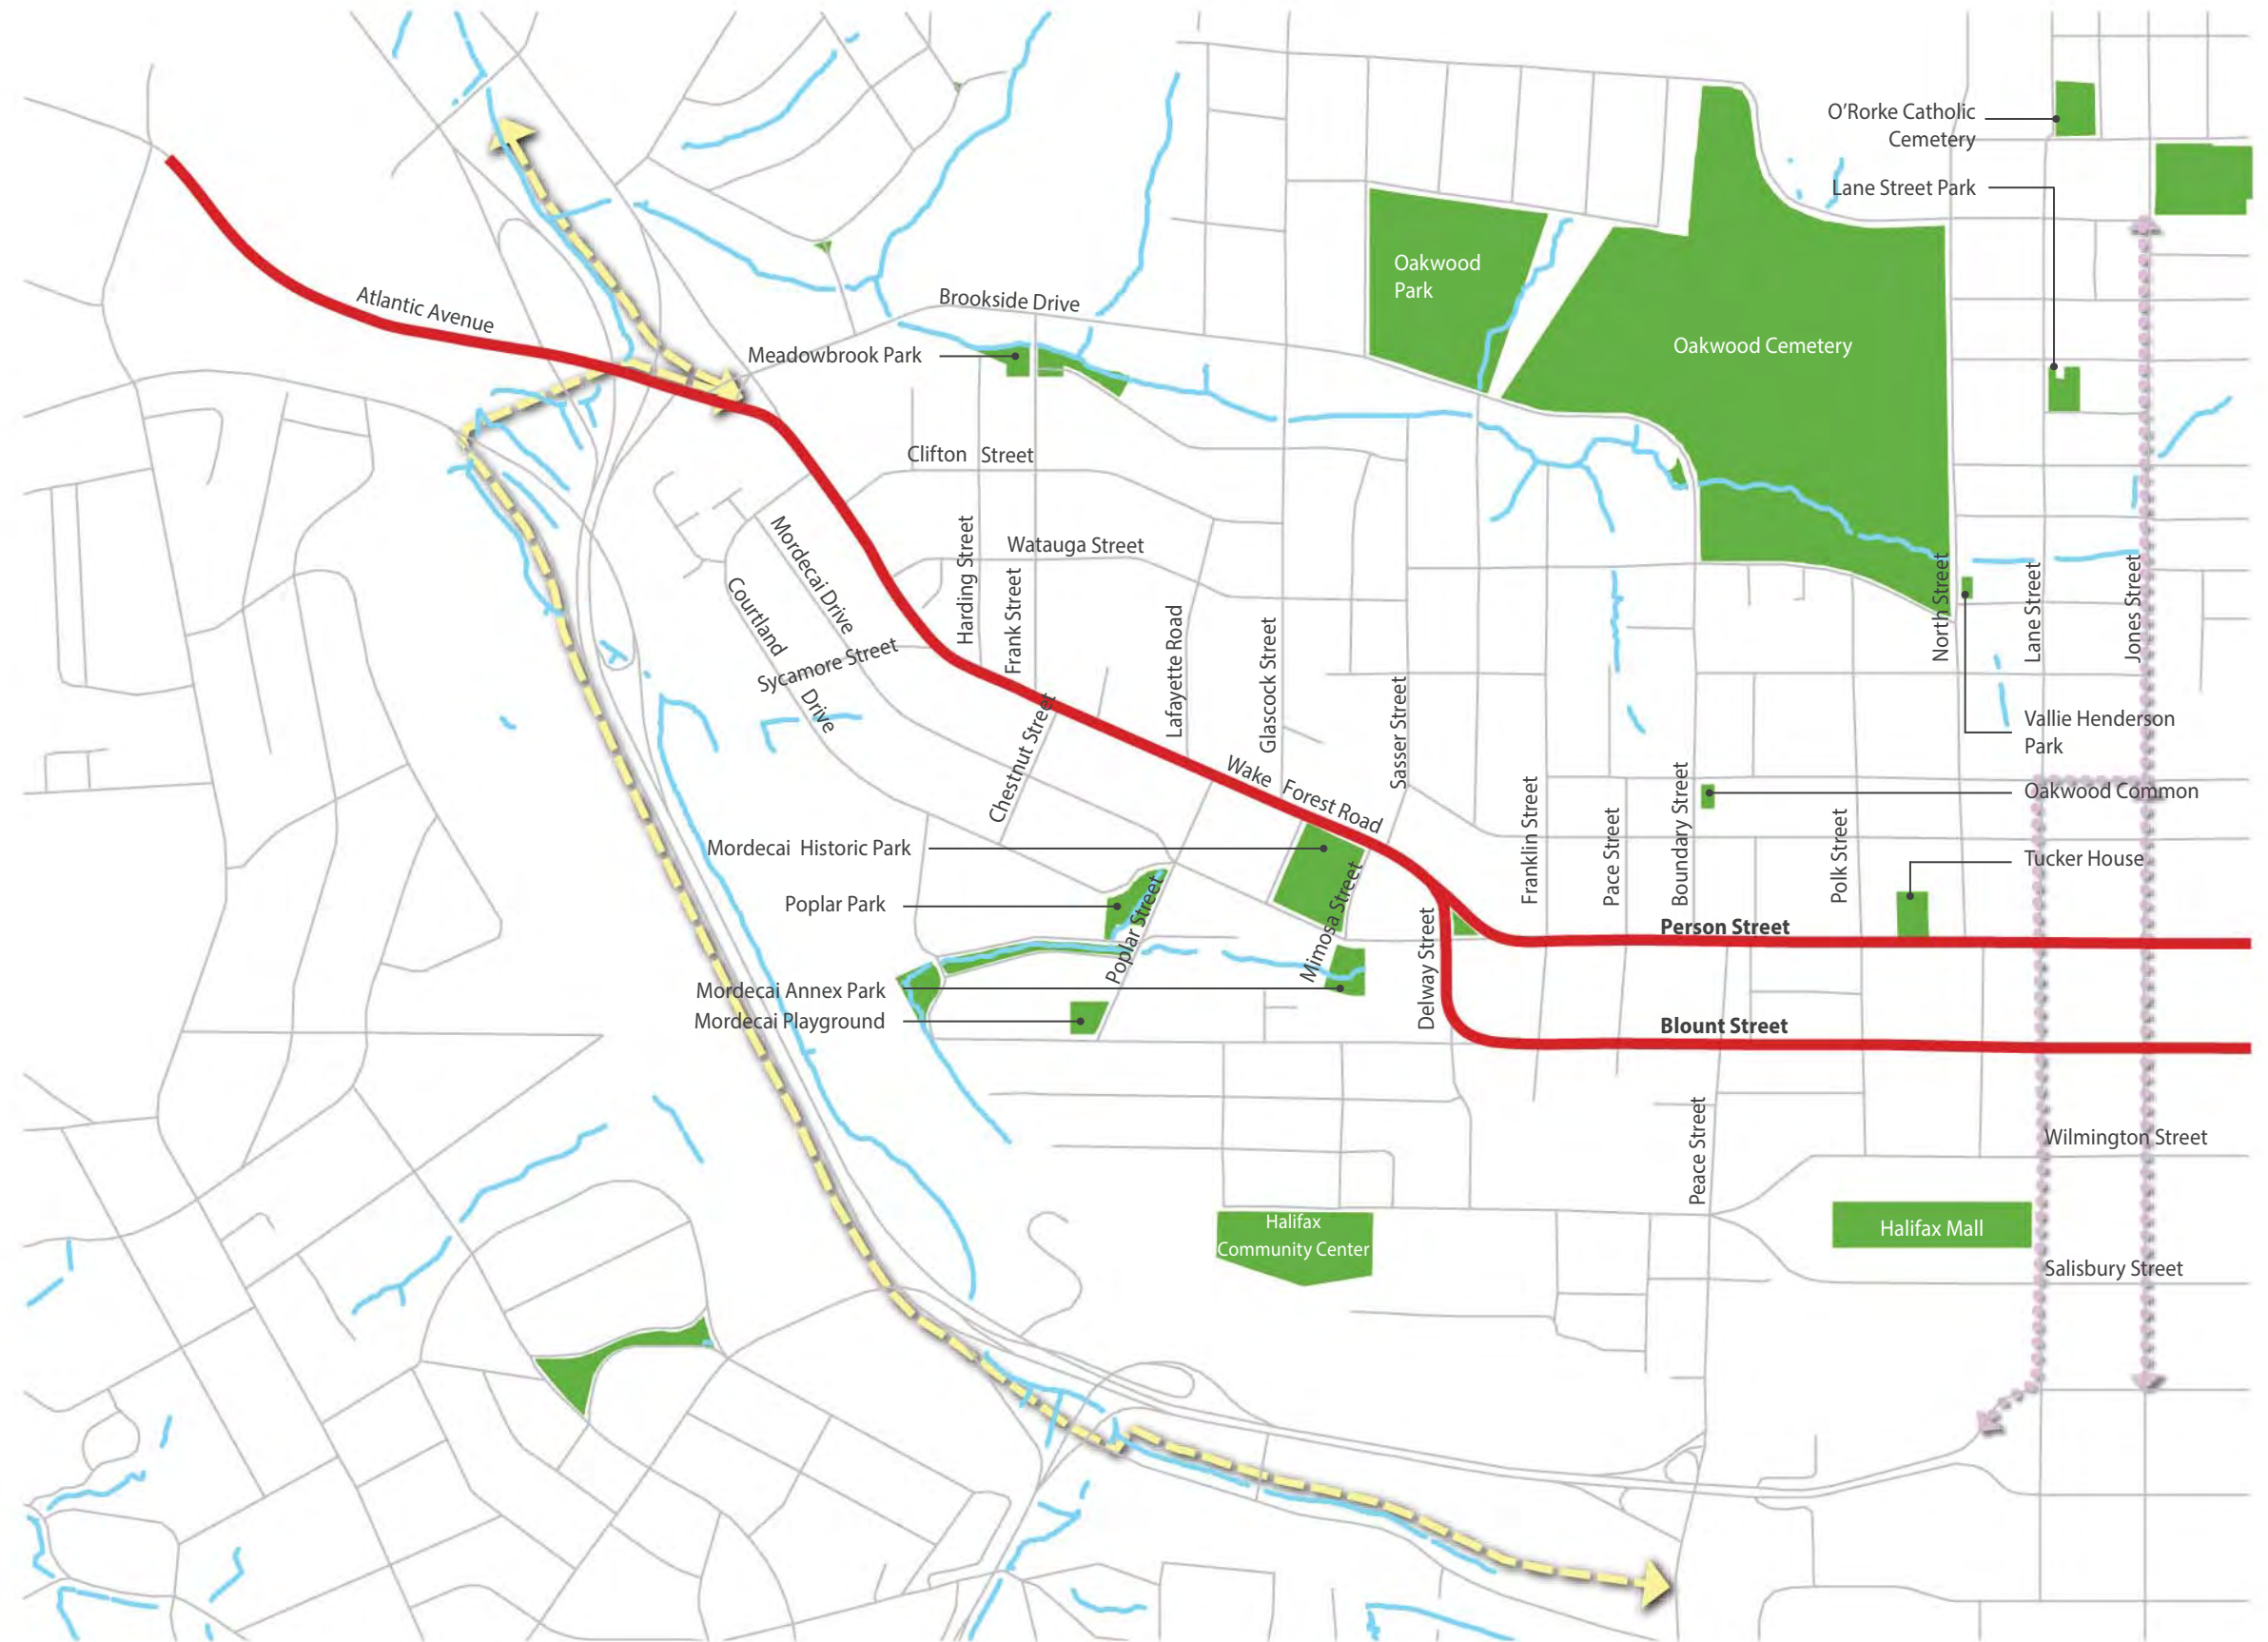 O'Rorke Catholic
Cemetery
Lane Street Park
Oakwood
Park
Oakwood Cemetery
Atlantic Avenue
Brookside Drive
Meadowbrook Park
Clifton Street
Watauga Street
Mordecai Drive
Courtland
Drive
Sycamore Street
Harding Street
Frank Street
Chestnut Street
Lafayette Road
Glascock Street
Sasser Street
Wake Forest Road
North Street
Lane Street
Jones Street
Vallie Henderson
Park
Oakwood Common
Tucker House
Franklin Street
Pace Street
Boundary Street
Polk Street
Mordecai Historic Park
Poplar Park
Poplar Street
Mimosa Street
Delway Street
Person Street
Mordecai Annex Park
Mordecai Playground
Blount Street
Peace Street
Wilmington Street
Halifax
Community Center
Halifax Mall
Salisbury Street